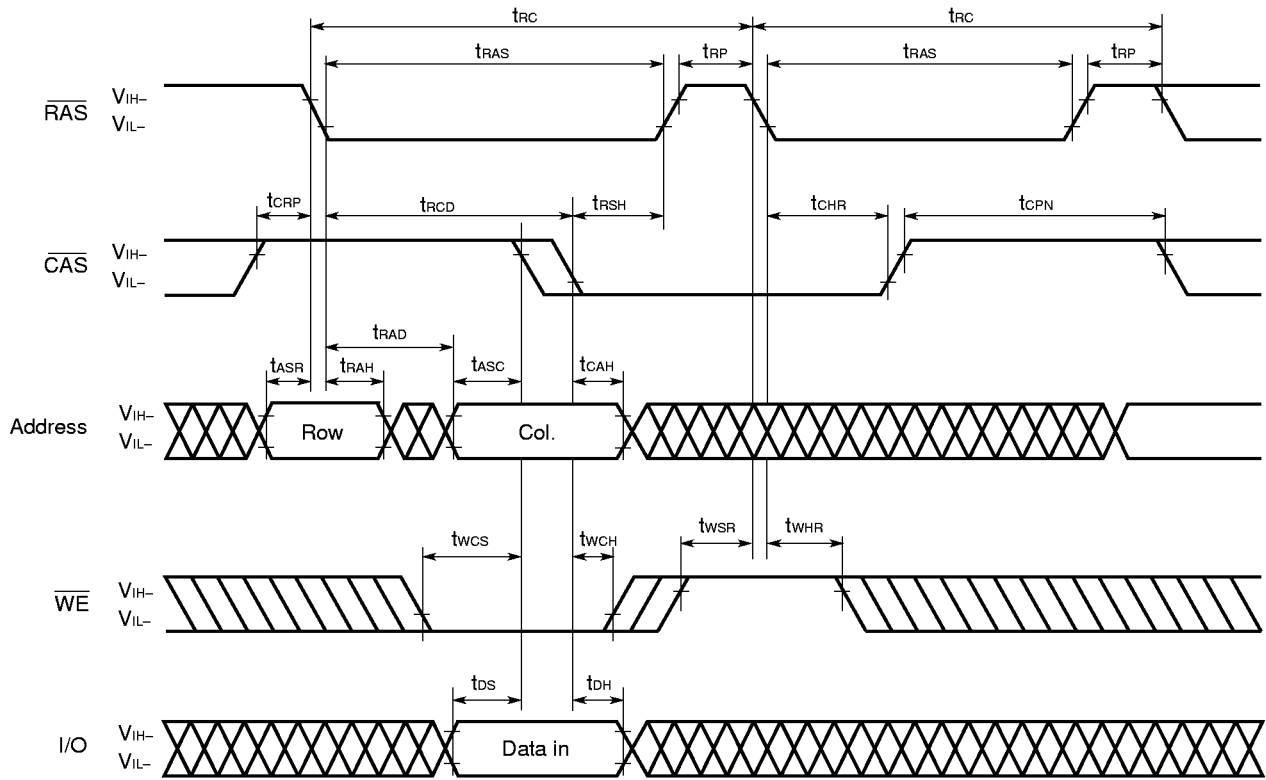 tRC tRC
tRAS tRP tRAS tRP
RAS VIH– VIL–
tCRP tRCD tRSH tCHR tCPN
CAS VIH– VIL–
tRAD
tASR tRAH tASC tCAH
Address VIH– VIL– Row Col.
tWCS tWCH tWSR tWHR
WE VIH– VIL–
tDS tDH
I/O VIH– VIL– Data in